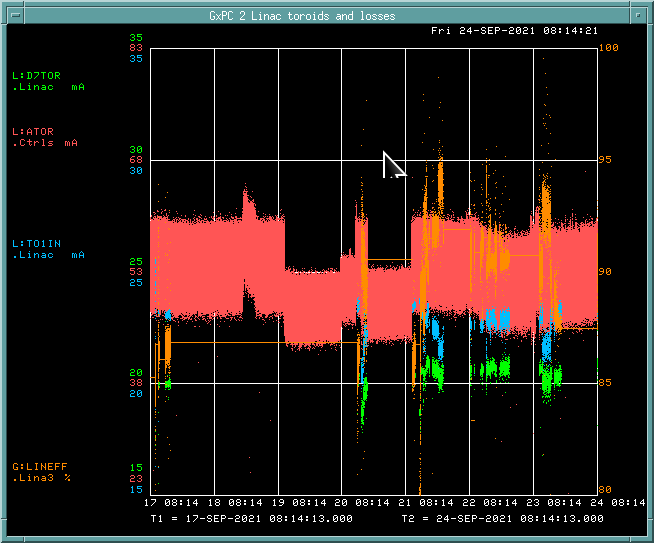 GxPC 2 Linac toroids and losses
Fri 24-SEP-2021 08:14:21
35
83
35
100
L:D7TOR
.Linac mA
L:ATOR
.Ctrls mA
30
68
30
95
L:TO1IN
.Linac mA
25
53
25
90
20
38
20
85
G:LINEFF
.Lina3 %
15
23
15
80
17 08:14 18 08:14 19 08:14 20 08:14 21 08:14 22 08:14 23 08:14 24 08:14
T1 = 17-SEP-2021 08:14:13.000 T2 = 24-SEP-2021 08:14:13.000